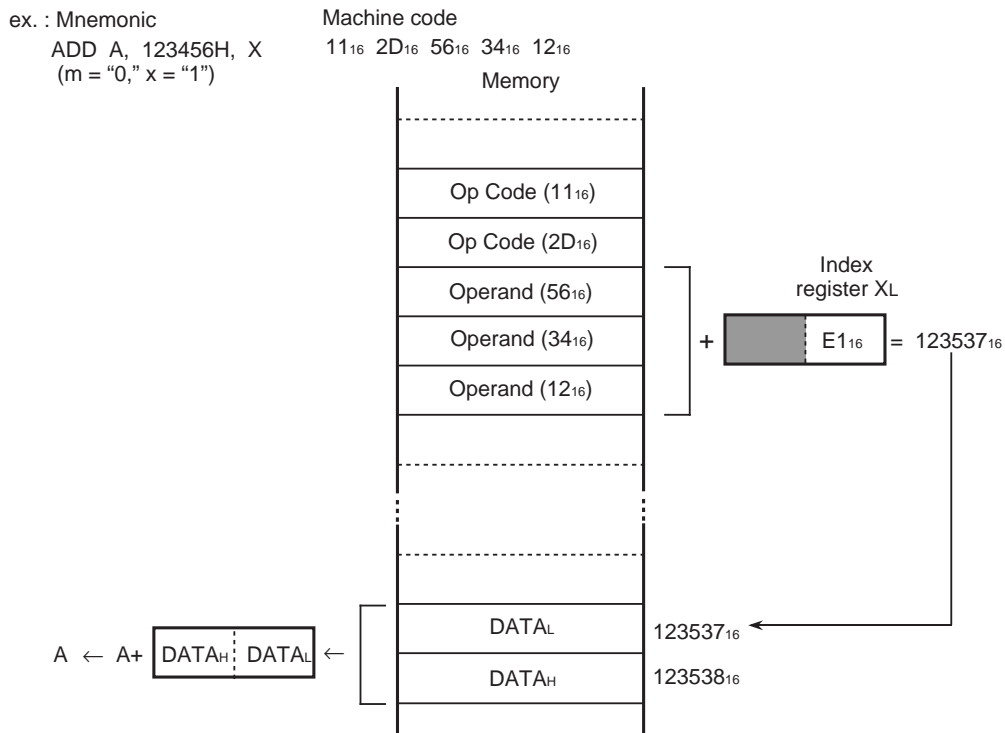 ex. : Mnemonic
ADD A, 123456H, X
(m = “0,” x = “1”)
Machine code
11₁₆ 2D₁₆ 56₁₆ 34₁₆ 12₁₆
Memory
Op Code (11₁₆)
Op Code (2D₁₆)
Operand (56₁₆)
Operand (34₁₆)
Operand (12₁₆)
Index
register XL
+ E1₁₆ = 123537₁₆
DATAL 123537₁₆
A ← A+ DATAH DATAL ←
DATAH 123538₁₆